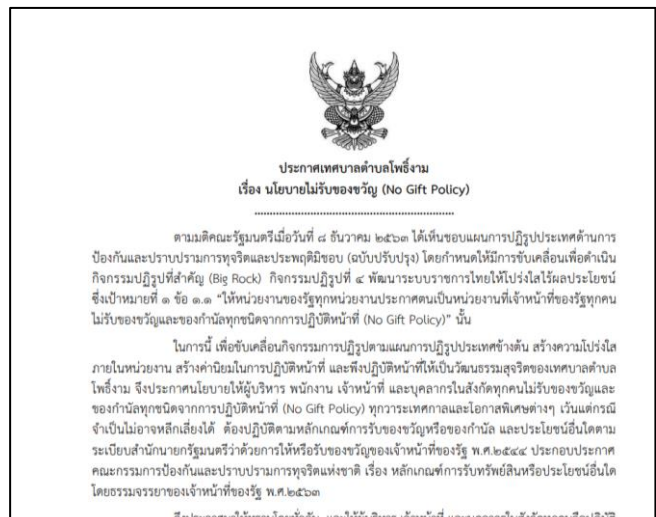 ประกาศเทศบาลตำบลโพธิ์งาม
เรื่อง นโยบายไม่รับของขวัญ (No Gift Policy)
ตามมติคณะรัฐมนตรีเมื่อวันที่ ๘ ธันวาคม ๒๕๖๓ ได้เห็นชอบแผนการปฏิรูปประเทศด้านการ
ป้องกันและปราบปรามการทุจริตและประพฤติมิชอบ (ฉบับปรับปรุง) โดยกำหนดให้มีการขับเคลื่อนเพื่อดำเนิน
กิจกรรมปฏิรูปที่สำคัญ (Big Rock) กิจกรรมปฏิรูปที่ ๔ พัฒนาระบบราชการไทยให้โปร่งใสไร้ผลประโยชน์
ซึ่งเป้าหมายที่ ๑ ข้อ ๑.๑ "ให้หน่วยงานของรัฐทุกหน่วยงานประกาศตนเป็นหน่วยงานที่เจ้าหน้าที่ของรัฐทุกคน
ไม่รับของขวัญและของกำนัลทุกชนิดจากการปฏิบัติหน้าที่ (No Gift Policy)" นั้น
ในการนี้ เพื่อขับเคลื่อนกิจกรรมการปฏิรูปตามแผนการปฏิรูปประเทศข้างต้น สร้างความโปร่งใส
ภายในหน่วยงาน สร้างค่านิยมในการปฏิบัติหน้าที่ และพึงปฏิบัติหน้าที่ให้เป็นวัฒนธรรมสุจริตของเทศบาลตำบล
โพธิ์งาม จึงประกาศนโยบายให้ผู้บริหาร พนักงาน เจ้าหน้าที่ และบุคลากรในสังกัดทุกคนไม่รับของขวัญและ
ของกำนัลทุกชนิดจากการปฏิบัติหน้าที่ (No Gift Policy) ทุกวาระเทศกาลและโอกาสพิเศษต่างๆ เว้นแต่กรณี
จำเป็นไม่อาจหลีกเลี่ยงได้ ต้องปฏิบัติตามหลักเกณฑ์การรับของขวัญหรือของกำนัล และประโยชน์อื่นใดตาม
ระเบียบสำนักนายกรัฐมนตรีว่าด้วยการให้หรือรับของขวัญของเจ้าหน้าที่ของรัฐ พ.ศ.๒๕๔๔ ประกอบประกาศ
คณะกรรมการป้องกันและปราบปรามการทุจริตแห่งชาติ เรื่อง หลักเกณฑ์การรับทรัพย์สินหรือประโยชน์อื่นใด
โดยธรรมจรรยาของเจ้าหน้าที่ของรัฐ พ.ศ.๒๕๖๓